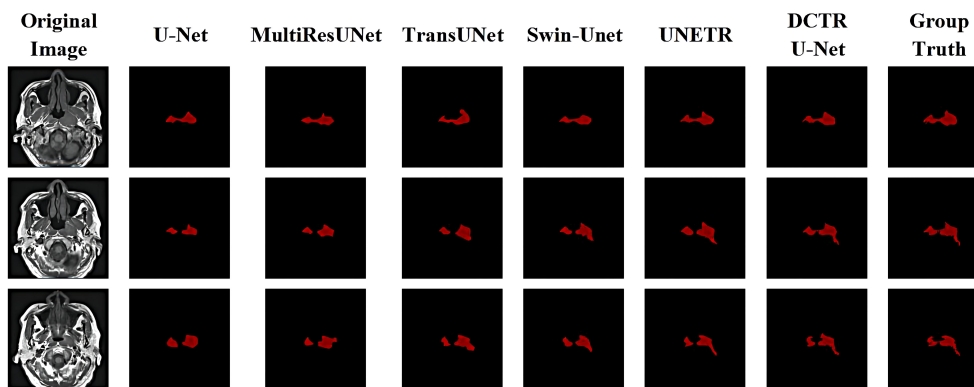 Original
Image
U-Net
MultiResUNet
TransUNet
Swin-Unet
UNETR
DCTR
U-Net
Group
Truth